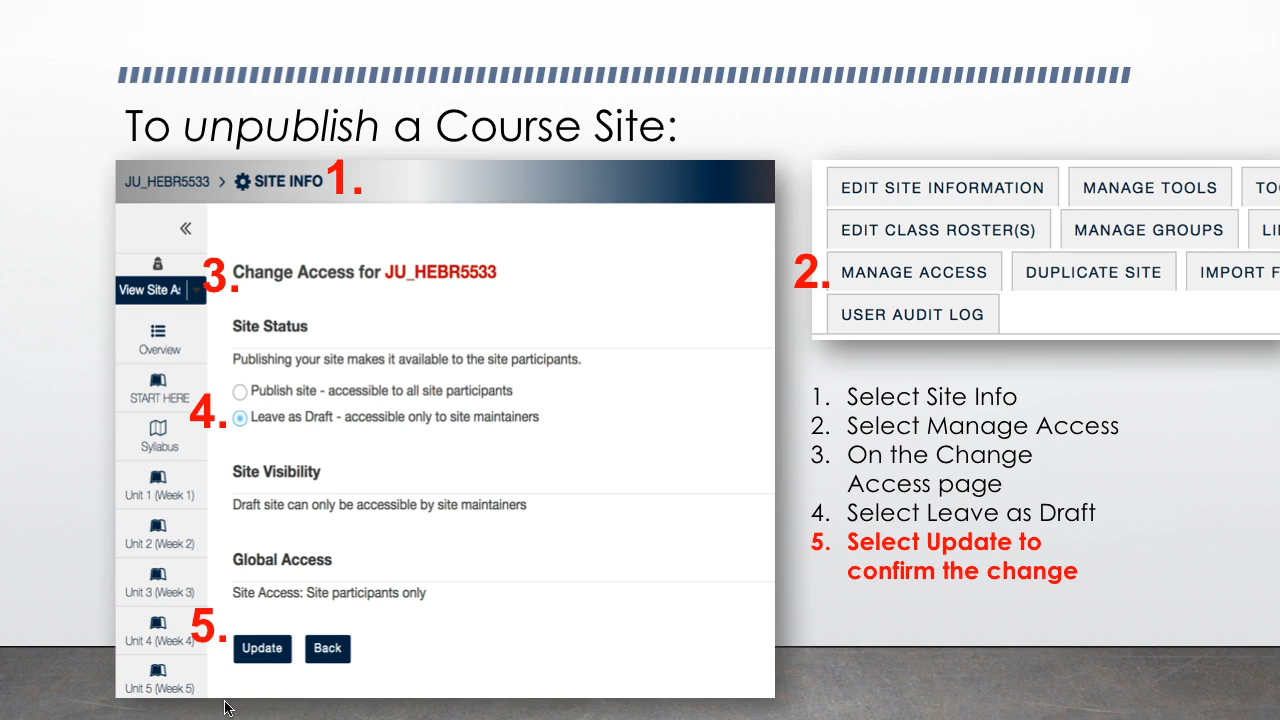 To unpublish a Course Site:
JU_HEBR5533 > SITE INFO 1.
«
3. Change Access for JU_HEBR5533
View Site As
Site Status
Publishing your site makes it available to the site participants.
Overview
Publish site - accessible to all site participants
START HERE
4. Leave as Draft - accessible only to site maintainers
Syllabus
Site Visibility
Unit 1 (Week 1)
Draft site can only be accessible by site maintainers
Unit 2 (Week 2)
Global Access
Unit 3 (Week 3)
Site Access: Site participants only
Unit 4 (Week 4)
5. Update Back
Unit 5 (Week 5)
EDIT SITE INFORMATION MANAGE TOOLS
EDIT CLASS ROSTER(S) MANAGE GROUPS
2. MANAGE ACCESS DUPLICATE SITE IMPORT F
USER AUDIT LOG
1. Select Site Info
2. Select Manage Access
3. On the Change
Access page
4. Select Leave as Draft
5. Select Update to
confirm the change